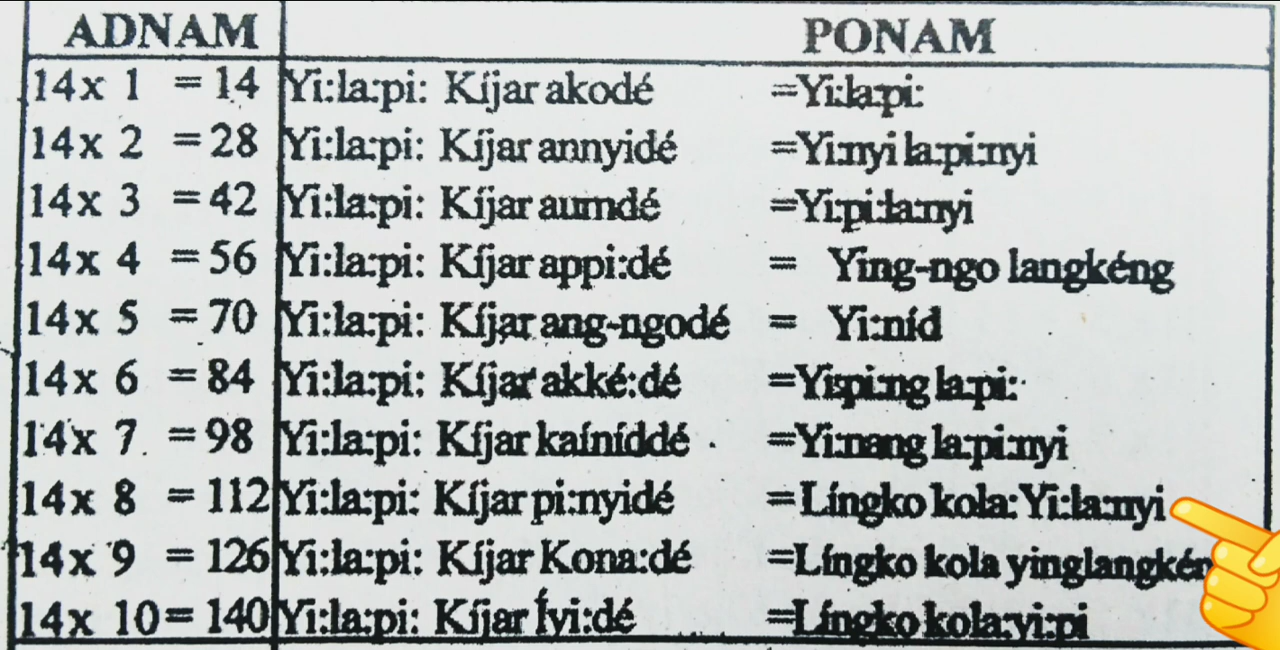 ADNAM PONAM
14x 1 = 14 Yi:la:pi: Kíjar akodé =Yi:la:pi:
14x 2 = 28 Yi:la:pi: Kíjar annyidé =Yi:nyi la:pi:nyi
14x 3 = 42 Yi:la:pi: Kíjar aumdé =Yi:pi:la:nyi
14x 4 = 56 Yi:la:pi: Kíjar appi:dé = Ying-ngo langkéng
14x 5 = 70 Yi:la:pi: Kíjar ang-ngodé = Yi:níd
14x 6 = 84 Yi:la:pi: Kíjar akké:dé =Yi:pi:ng la:pi:
14x 7 = 98 Yi:la:pi: Kíjar kaíníddé =Yi:nang la:pi:nyi
14x 8 = 112 Yi:la:pi: Kíjar pi:nyidé =Língko kola:Yi:la:nyi
14x 9 = 126 Yi:la:pi: Kíjar Kona:dé =Língko kola
14x 10= 140 Yi:la:pi: Kíjar Íyi:dé =Língko kola:yi:pi